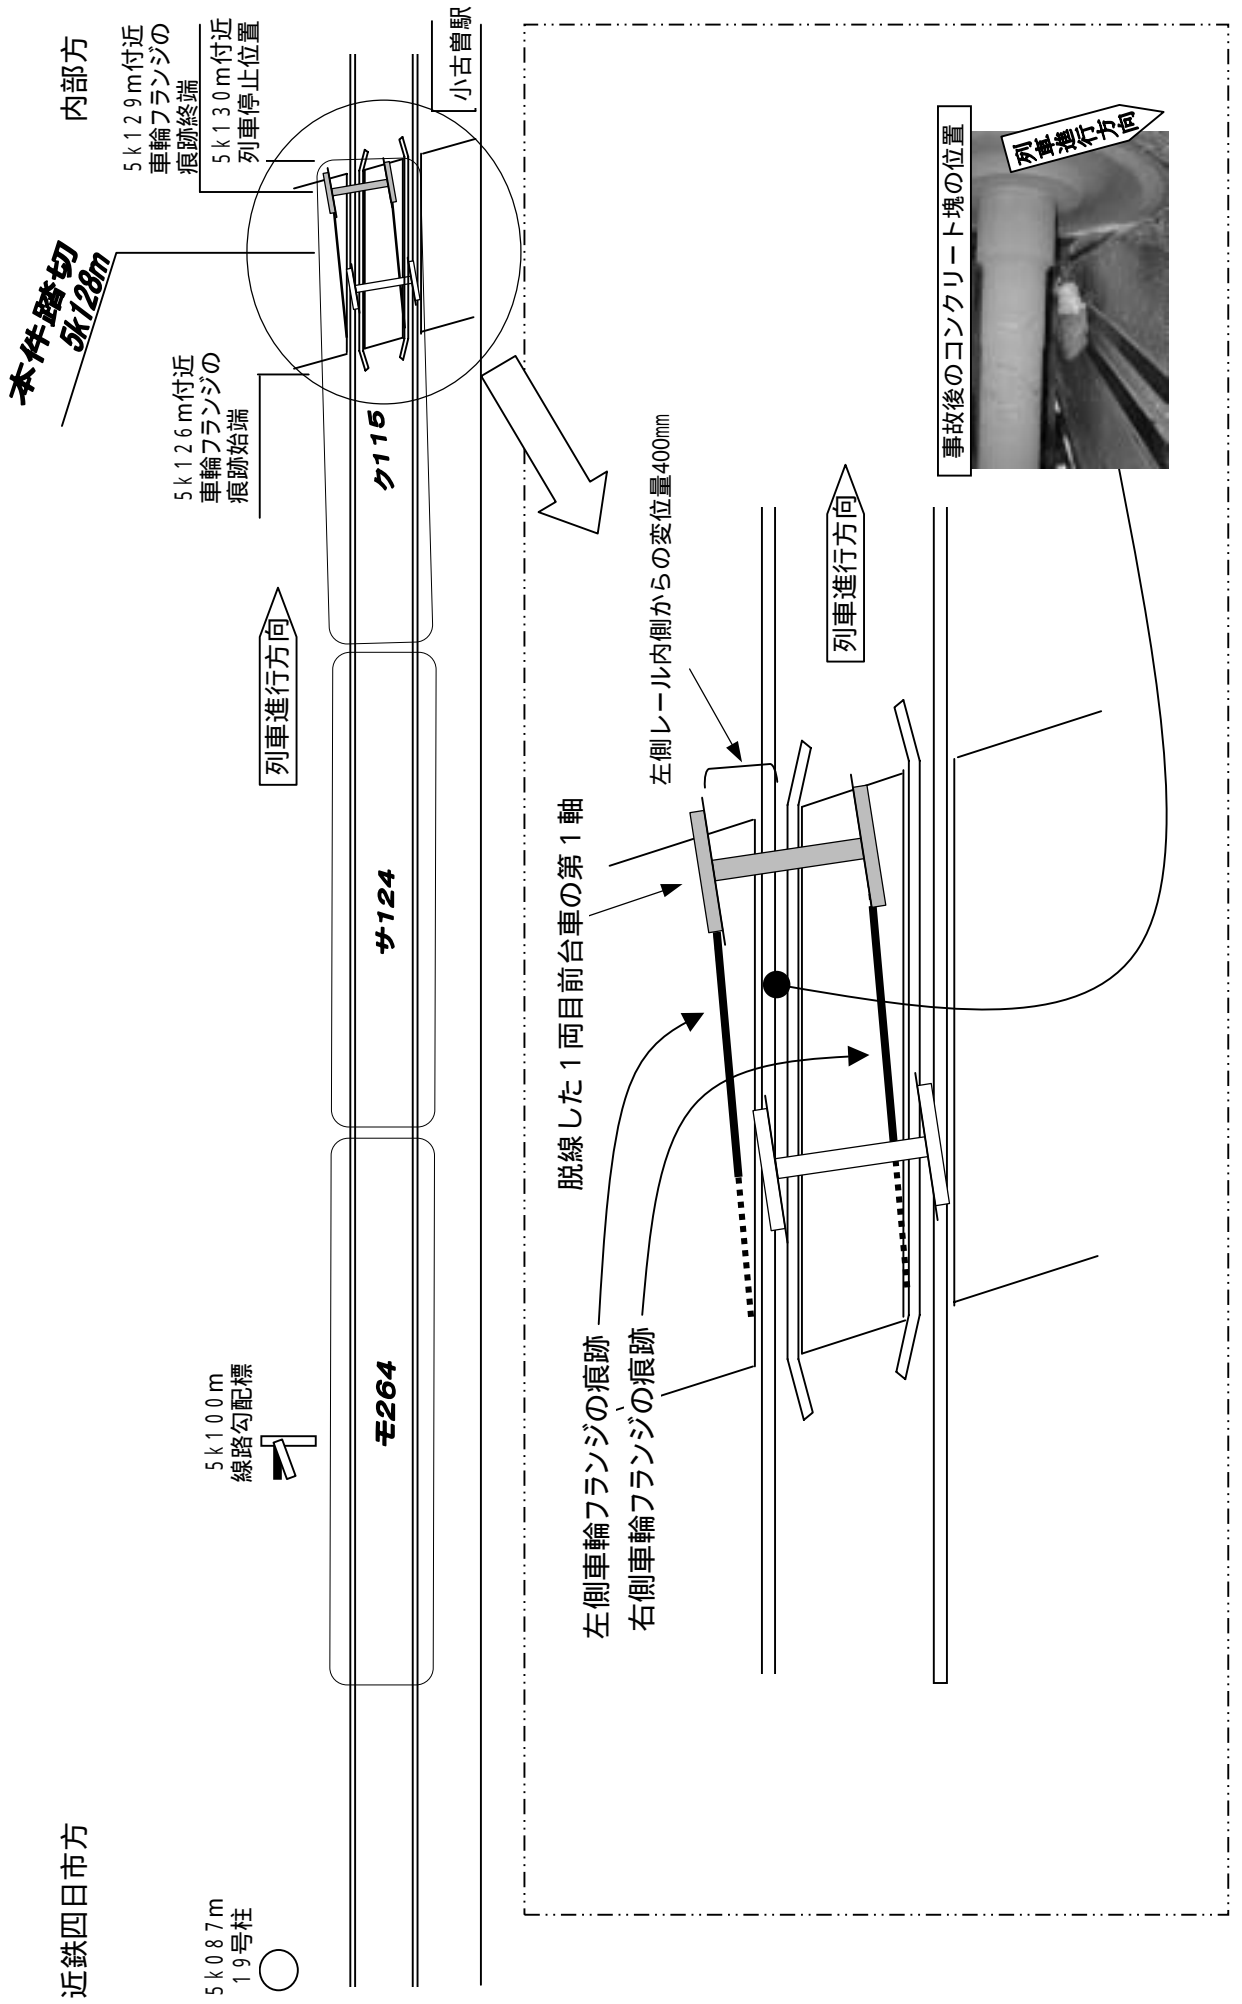 近鉄四日市方
内部方
本件踏切
5k128m
5k129m付近
車輪フランジの
痕跡終端
5k130m付近
列車停止位置
小古曽駅
5k126m付近
車輪フランジの
痕跡始端
5k087m
19号柱
5k100m
線路勾配標
列車進行方向
モ264
サ124
ク115
左側車輪フランジの痕跡
右側車輪フランジの痕跡
脱線した1両目前台車の第1軸
左側レール内側からの変位量400mm
列車進行方向
事故後のコンクリート塊の位置
列車
進行方向